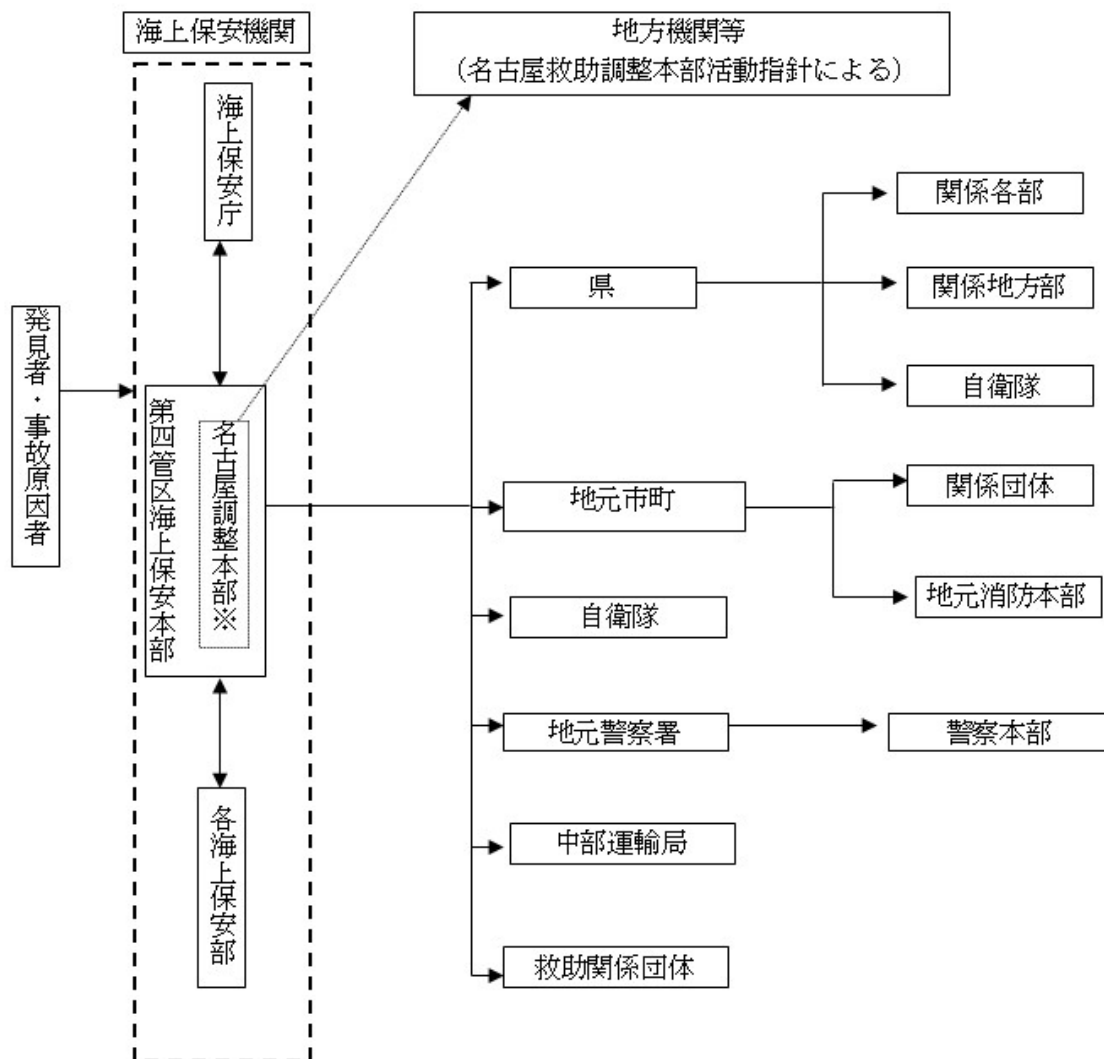 海上保安機関
地方機関等
（名古屋救助調整本部活動指針による）
海上保安庁
発見者・事故原因者
第四管区海上保安本部
名古屋調整本部※
各海上保安部
県
関係各部
関係地方部
自衛隊
地元市町
関係団体
地元消防本部
自衛隊
地元警察署
警察本部
中部運輸局
救助関係団体